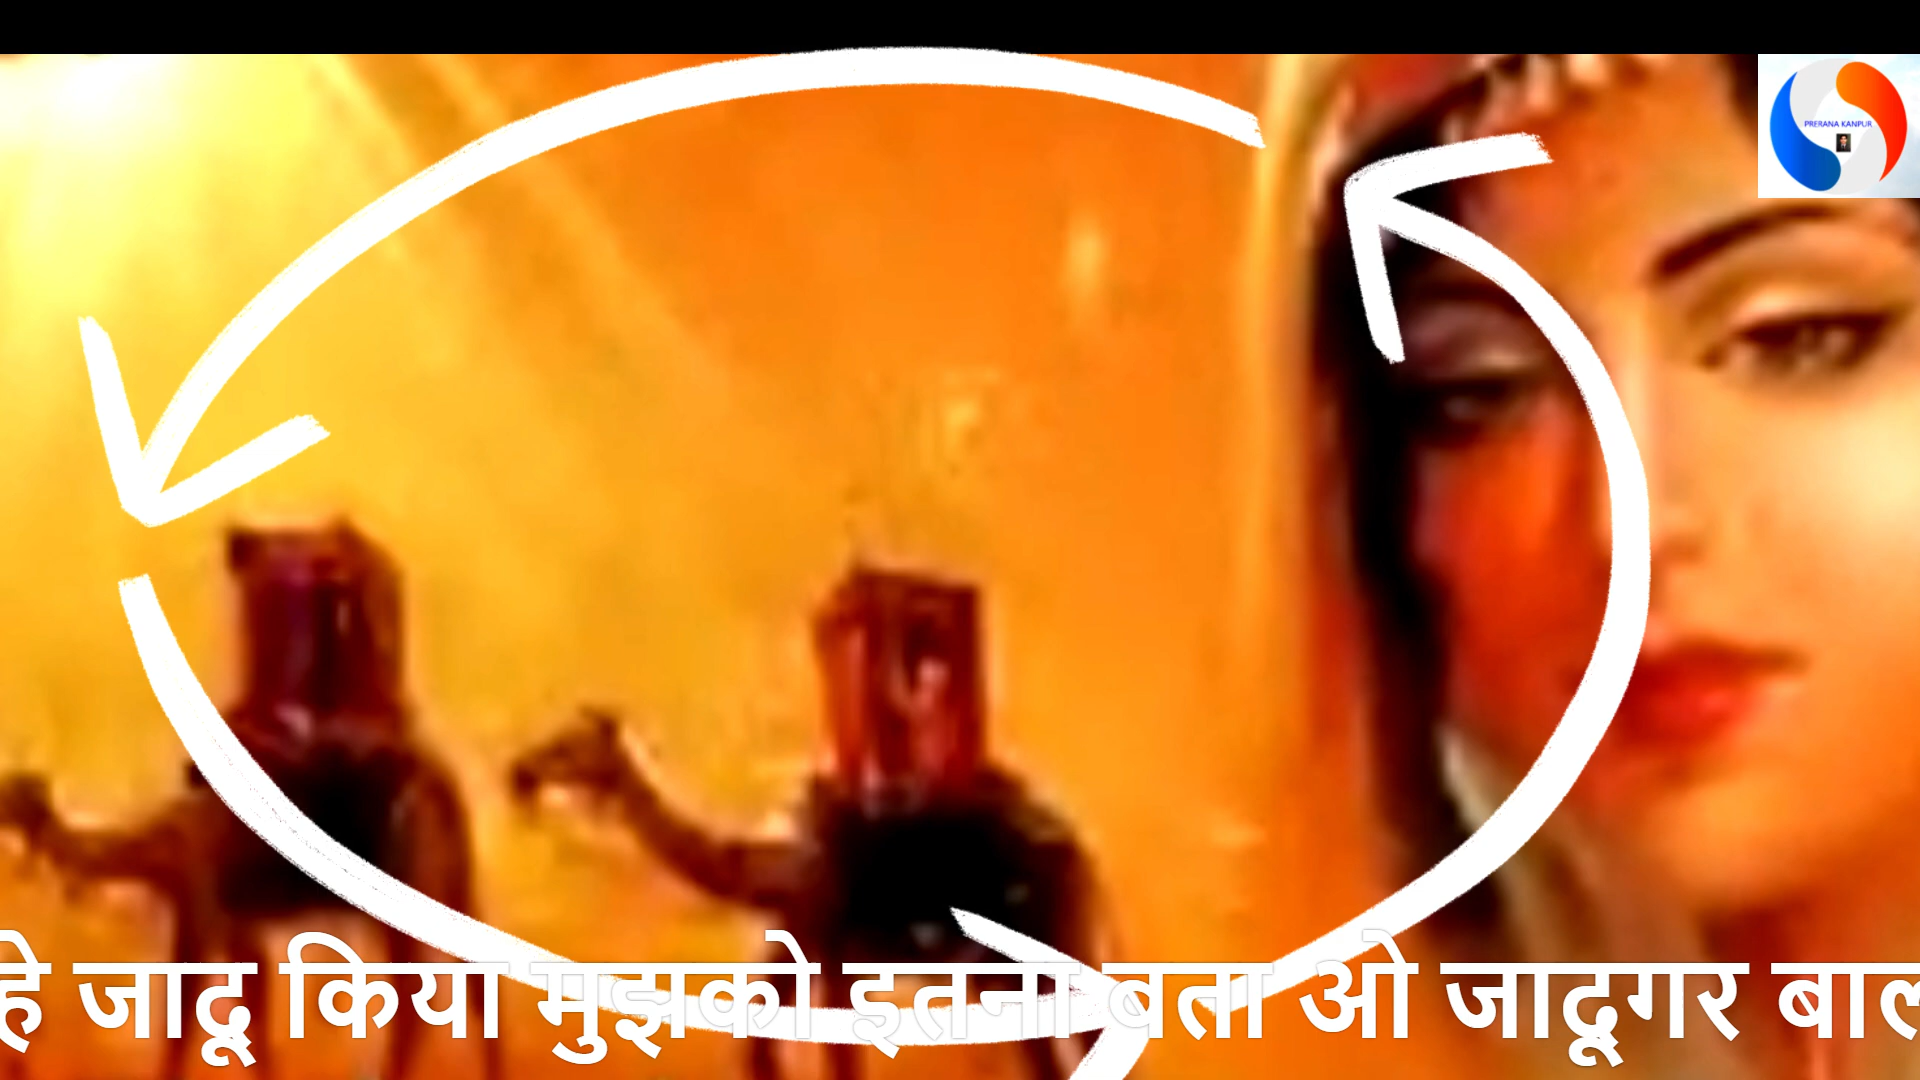 PRERANA KANPUR
हे जादू किया मुझको इतना बता ओ जादूगर बाल